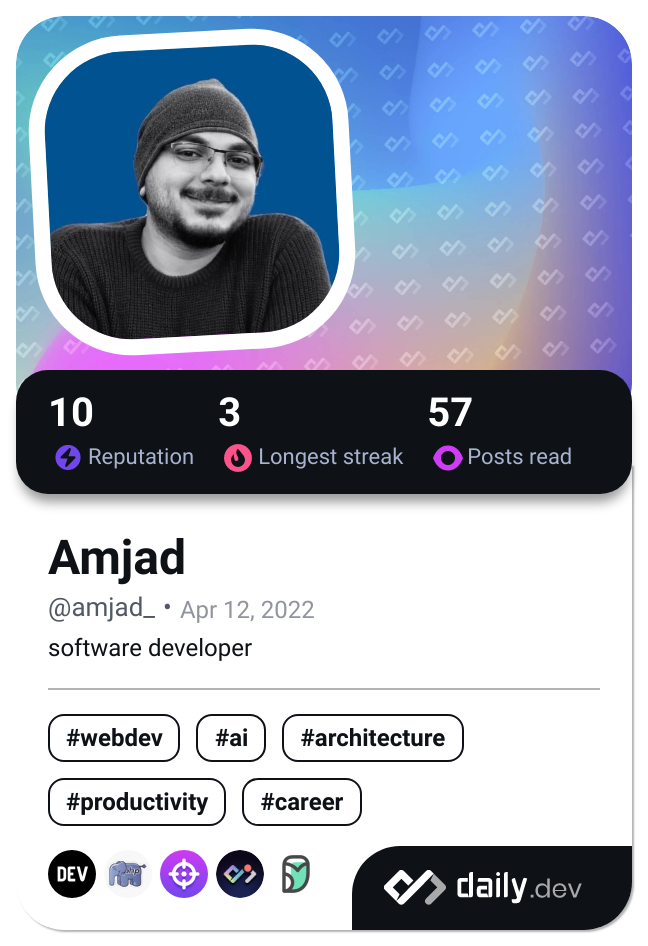 10 3 57
Reputation Longest streak Posts read
Amjad
@amjad_ • Apr 12, 2022
software developer
#webdev #ai #architecture
#productivity #career
DEV php daily.dev